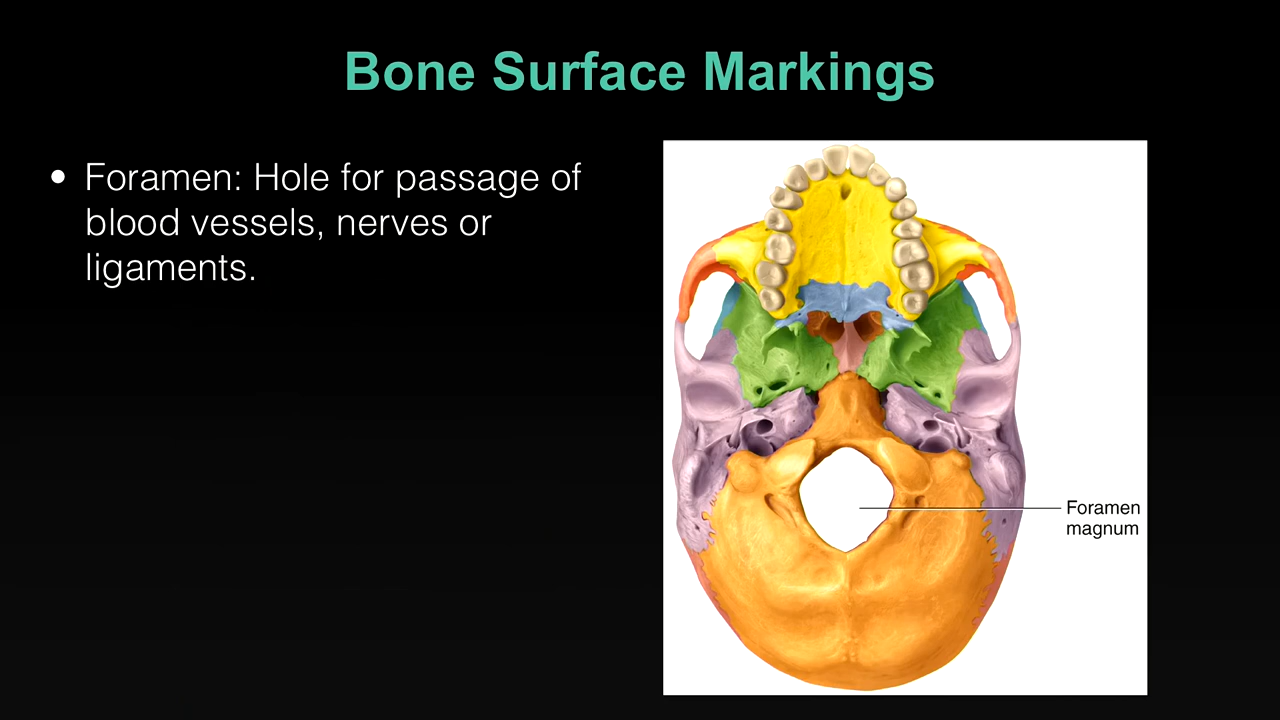 Bone Surface Markings
• Foramen: Hole for passage of
blood vessels, nerves or
ligaments.
Foramen
magnum